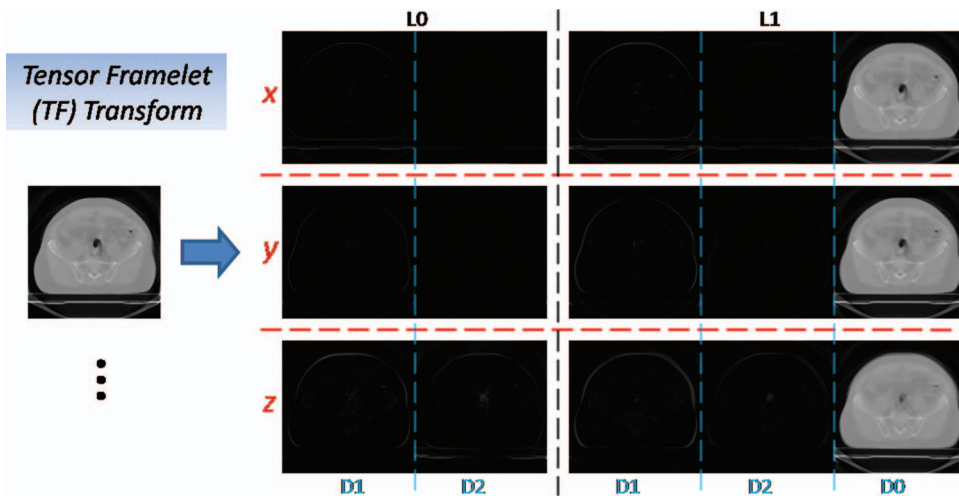 L0 L1
Tensor Framelet
(TF) Transform
x
y
z
D1 D2 D1 D2 D0